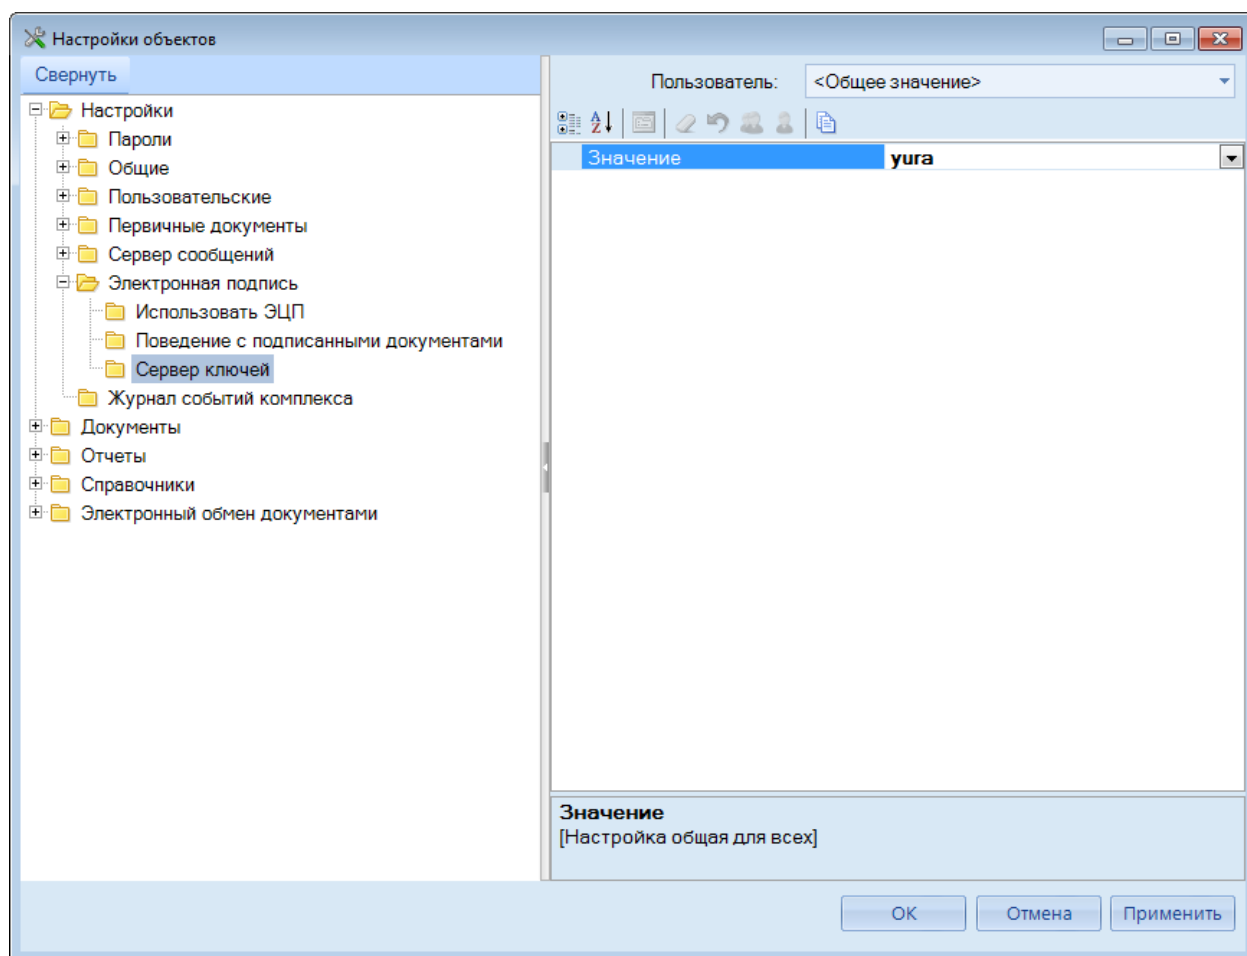 Настройки объектов
Свернуть
Настройки
Пароли
Общие
Пользовательские
Первичные документы
Сервер сообщений
Электронная подпись
Использовать ЭЦП
Поведение с подписанными документами
Сервер ключей
Журнал событий комплекса
Документы
Отчеты
Справочники
Электронный обмен документами
Пользователь: <Общее значение>
Значение yura
Значение
[Настройка общая для всех]
ОК Отмена Применить